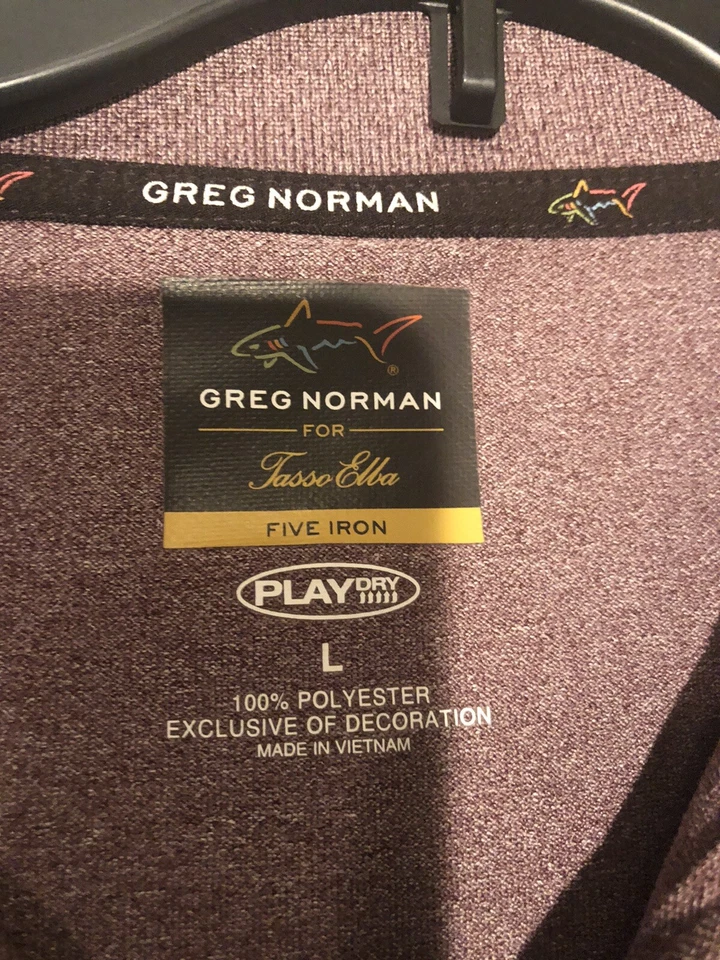 GREG NORMAN
®
GREG NORMAN
FOR
Tasso Elba
FIVE IRON
PLAY DRY
L
100% POLYESTER
EXCLUSIVE OF DECORATION
MADE IN VIETNAM